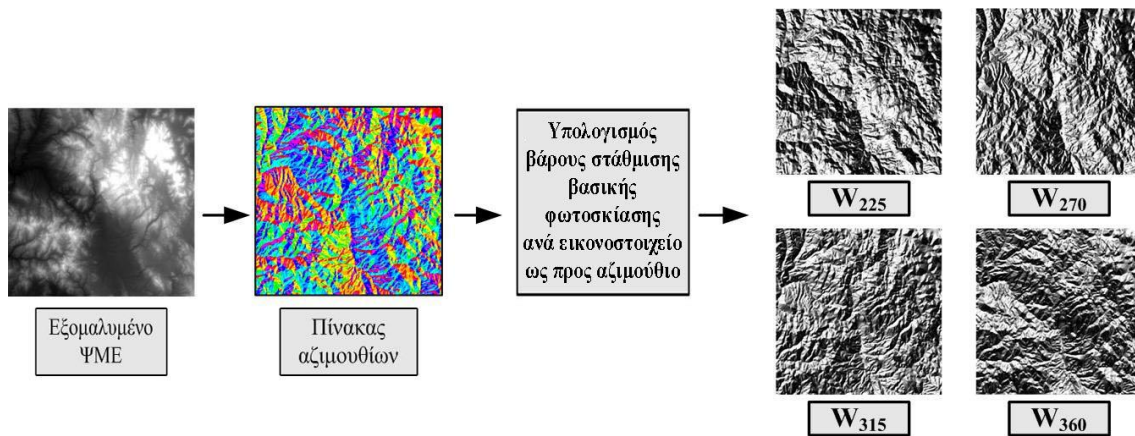 Εξομαλυμένο
ΨΜΕ
Πίνακας
αζιμουθίων
Υπολογισμός
βάρους στάθμισης
βασικής
φωτοσκίασης
ανά εικονοστοιχείο
ως προς αζιμούθιο
W225
W270
W315
W360